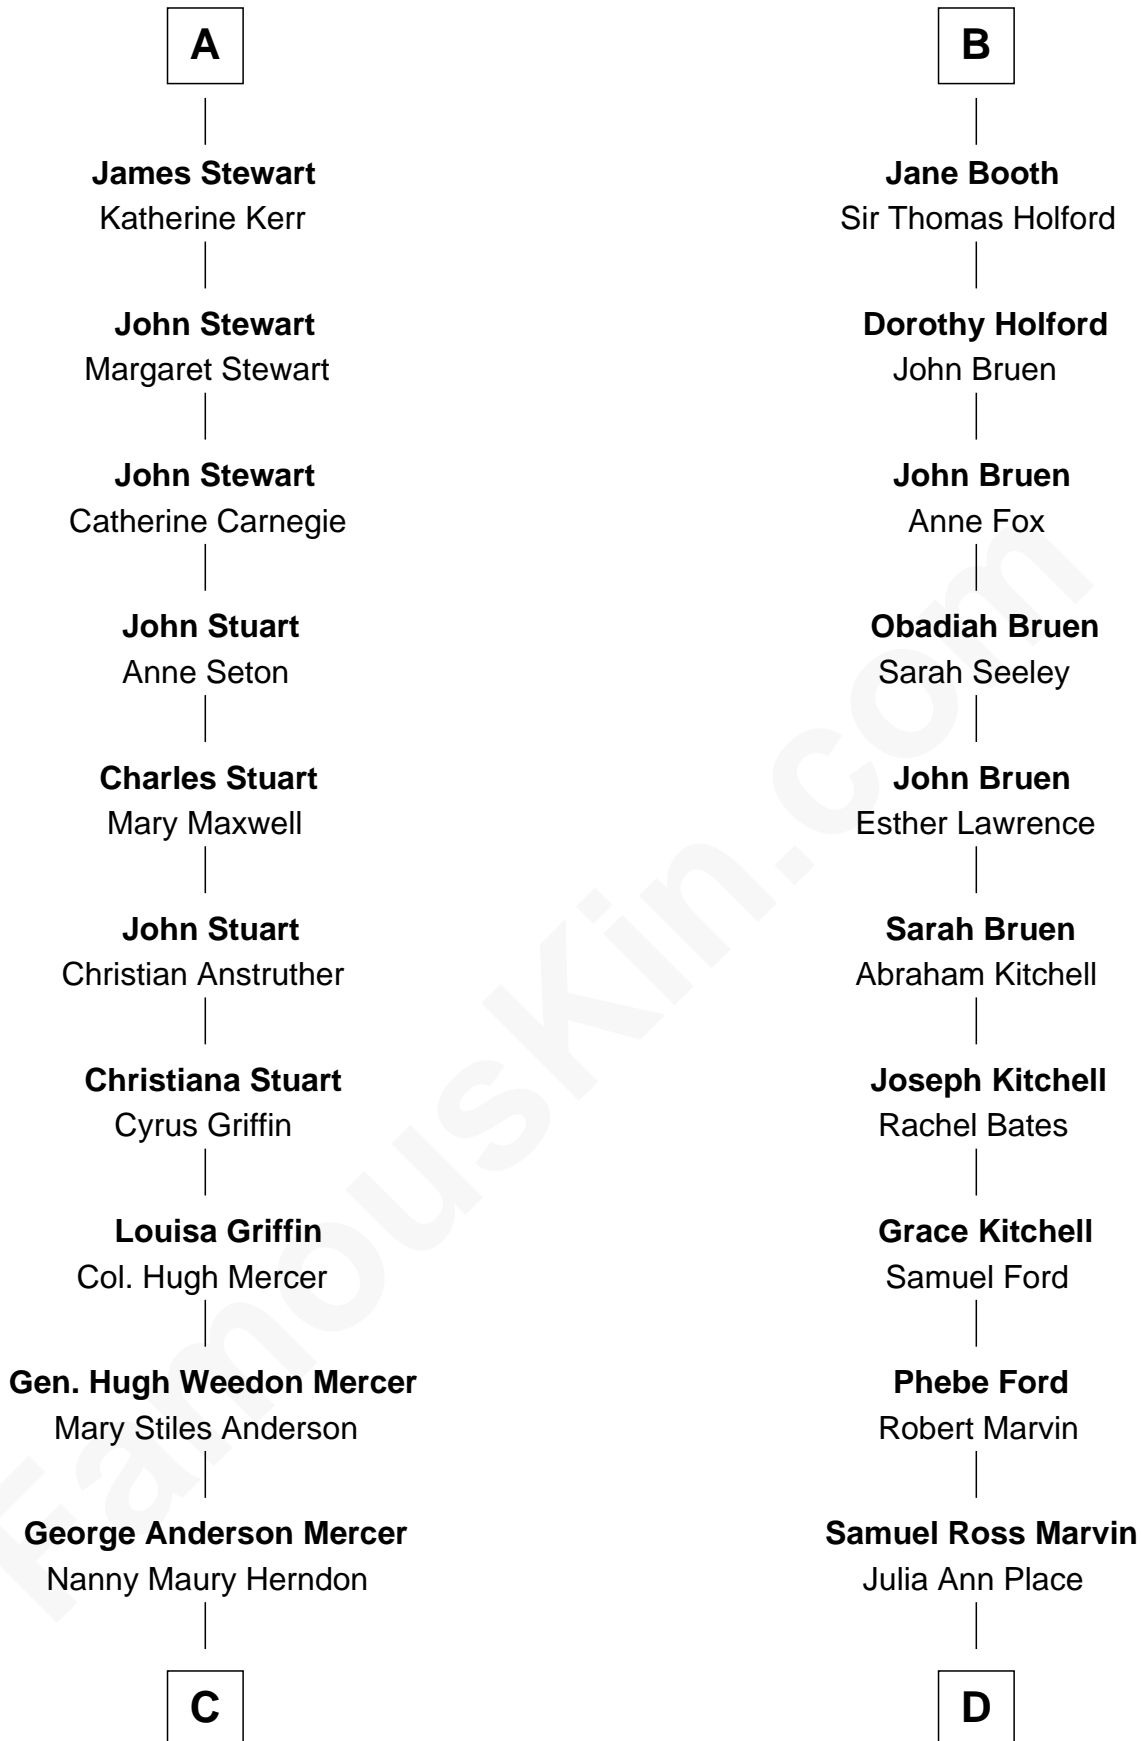 A
James Stewart
Katherine Kerr
John Stewart
Margaret Stewart
John Stewart
Catherine Carnegie
John Stuart
Anne Seton
Charles Stuart
Mary Maxwell
John Stuart
Christian Anstruther
Christiana Stuart
Cyrus Griffin
Louisa Griffin
Col. Hugh Mercer
Gen. Hugh Weedon Mercer
Mary Stiles Anderson
George Anderson Mercer
Nanny Maury Herndon
C
B
Jane Booth
Sir Thomas Holford
Dorothy Holford
John Bruen
John Bruen
Anne Fox
Obadiah Bruen
Sarah Seeley
John Bruen
Esther Lawrence
Sarah Bruen
Abraham Kitchell
Joseph Kitchell
Rachel Bates
Grace Kitchell
Samuel Ford
Phebe Ford
Robert Marvin
Samuel Ross Marvin
Julia Ann Place
D
FamousKin.com